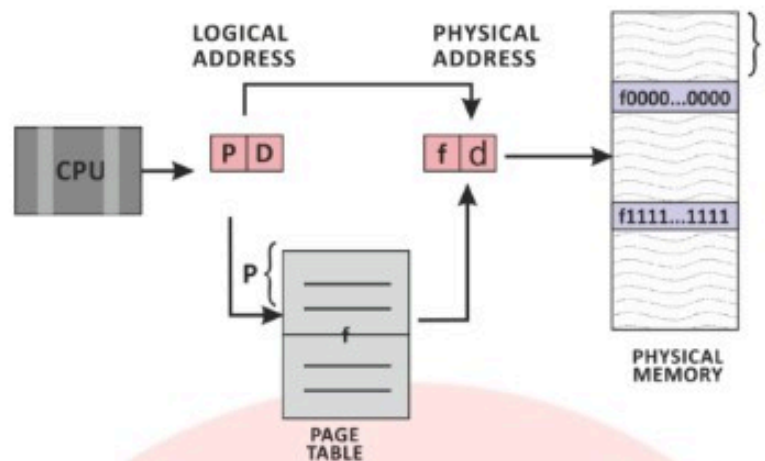 LOGICAL
ADDRESS
PHYSICAL
ADDRESS
CPU
P D
f d
f0000...0000
f1111...1111
P
f
PAGE
TABLE
PHYSICAL
MEMORY